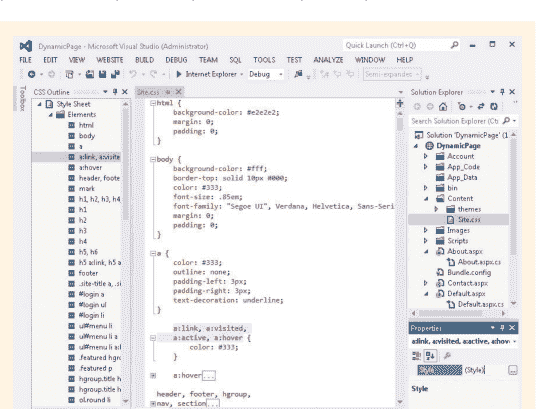 DynamicPage - Microsoft Visual Studio (Administrator)
Quick Launch (Ctrl+Q)
FILE EDIT VIEW WEBSITE BUILD DEBUG TEAM SQL TOOLS TEST ANALYZE WINDOW HELP
Internet Explorer - Debug
Semi-expanded
Toolbox
CSS Outline
Style Sheet
Elements
html
body
a
a:link, a:visite
a:hover
header, foote
mark
h1, h2, h3, h4
h1
h2
h3
h4
h5, h6
h5 a:link, h5 a
footer
.site-title a, .si
#login a
#login ul
#login li
ul#menu
ul#menu li
ul#menu li a[
.featured hgro
.featured p
hgroup.title h
hgroup.title h
ol.round li
Site.css
html {
background-color: #e2e2e2;
margin: 0;
padding: 0;
}
body {
background-color: #fff;
border-top: solid 10px #000;
color: #333;
font-size: .85em;
font-family: "Segoe UI", Verdana, Helvetica, Sans-Seri
margin: 0;
padding: 0;
}
a {
color: #333;
outline: none;
padding-left: 3px;
padding-right: 3px;
text-decoration: underline;
}
a:link, a:visited,
a:active, a:hover {
color: #333;
}
a:hover...
header, footer, hgroup,
nav, section...
Solution Explorer
Search Solution Explorer (Ct
Solution 'DynamicPage' (1
DynamicPage
Account
App_Code
App_Data
bin
Content
themes
Site.css
Images
Scripts
About.aspx
About.aspx.cs
Bundle.config
Contact.aspx
Default.aspx
Default.aspx.c
Properties
a:link, a:visited, a:active, a:hov
Style (Style)
Style